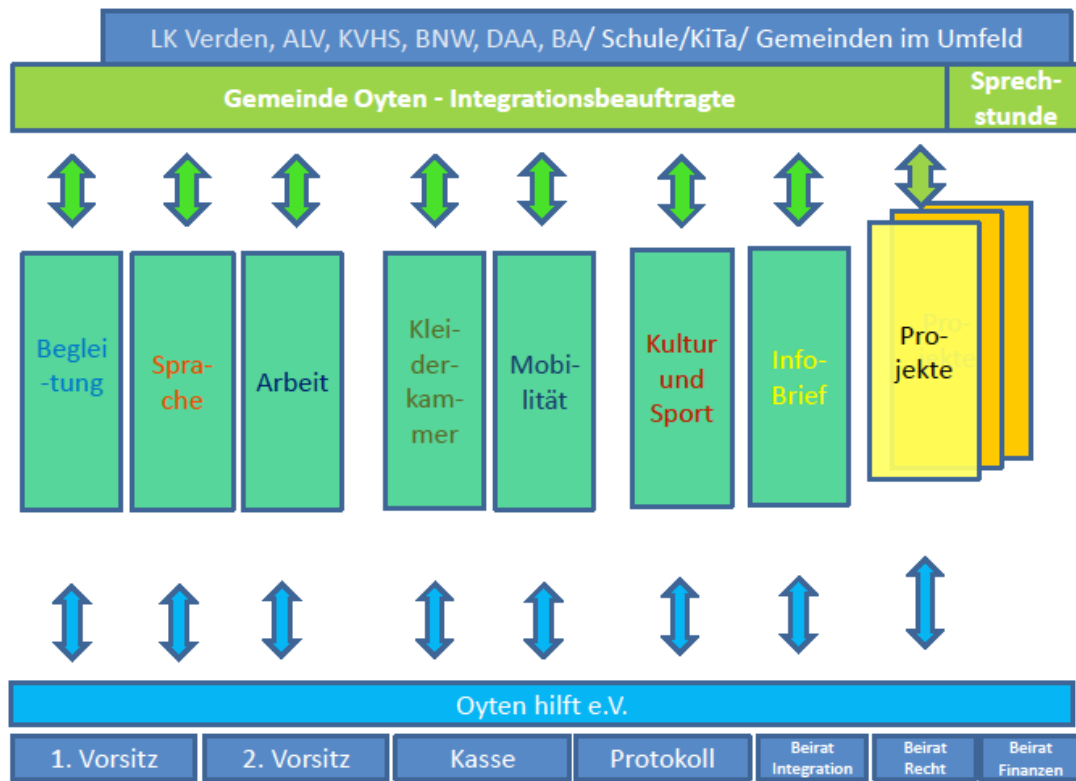 LK Verden, ALV, KVHS, BNW, DAA, BA/ Schule/KiTa/ Gemeinden im Umfeld
Gemeinde Oyten - Integrationsbeauftragte
Sprech-
stunde
Beglei
-tung
Spra-
che
Arbeit
Klei-
der-
kam-
mer
Mobi-
lität
Kultur
und
Sport
Info-
Brief
Pro-
jekte
Pro-
jekte
Oyten hilft e.V.
1. Vorsitz
2. Vorsitz
Kasse
Protokoll
Beirat
Integration
Beirat
Recht
Beirat
Finanzen